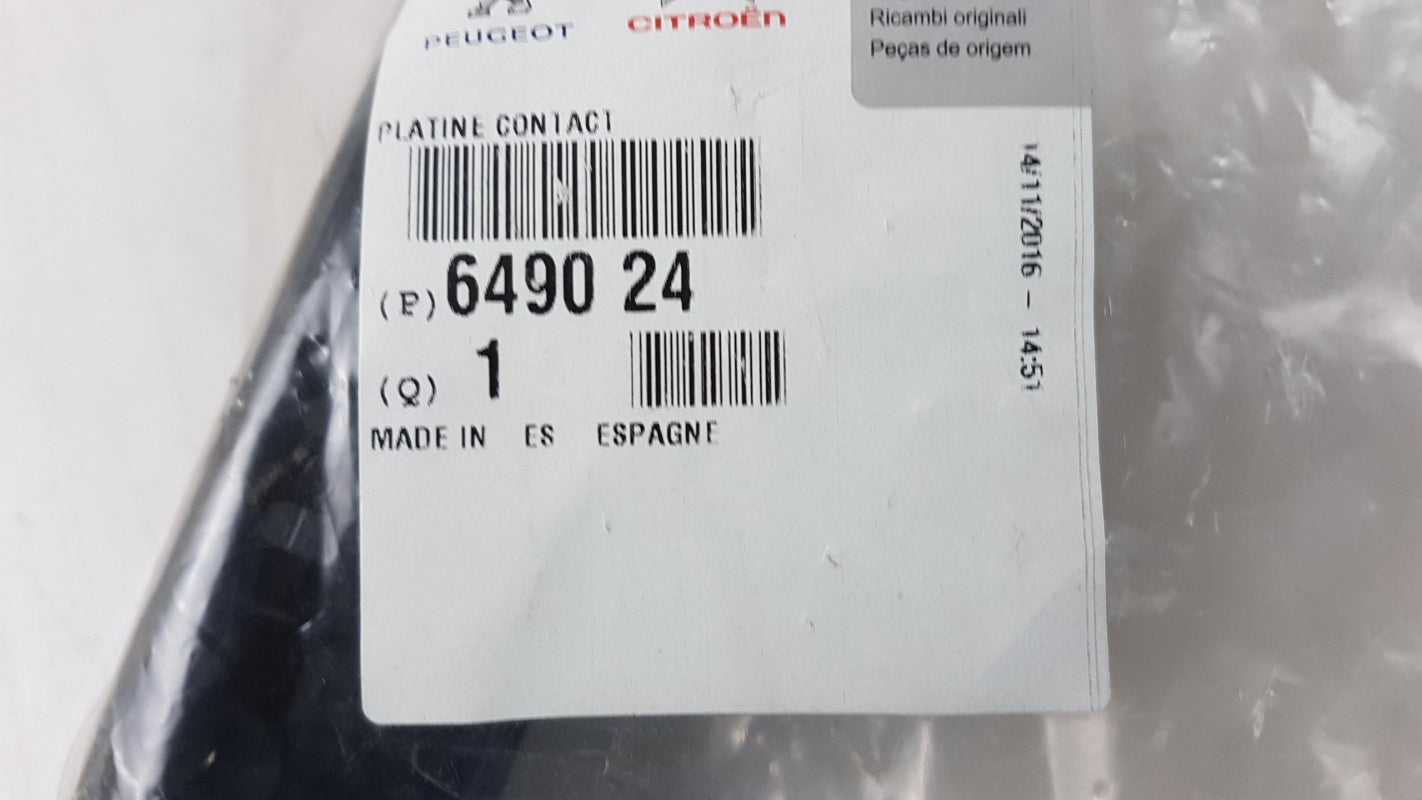 PEUGEOT
CITROËN
Ricambi originali
Peças de origem
PLATINE CONTACT
(P) 6490 24
(Q) 1
MADE IN ES ESPAGNE
14/11/2016 - 14:51